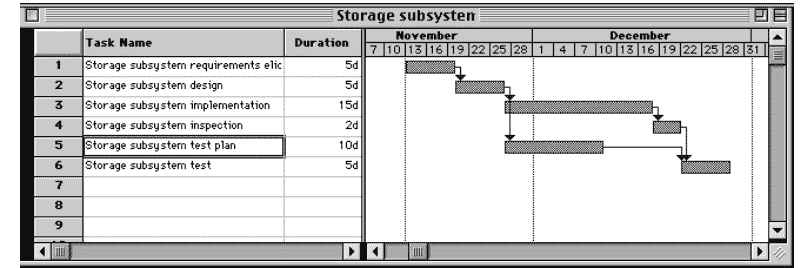 Storage subsysten
Task Name Duration November December
7 10 13 16 19 22 25 28 1 4 7 10 13 16 19 22 25 28 31
1 Storage subsystem requirements elic 5d
2 Storage subsystem design 5d
3 Storage subsystem implementation 15d
4 Storage subsystem inspection 2d
5 Storage subsystem test plan 10d
6 Storage subsystem test 5d
7
8
9